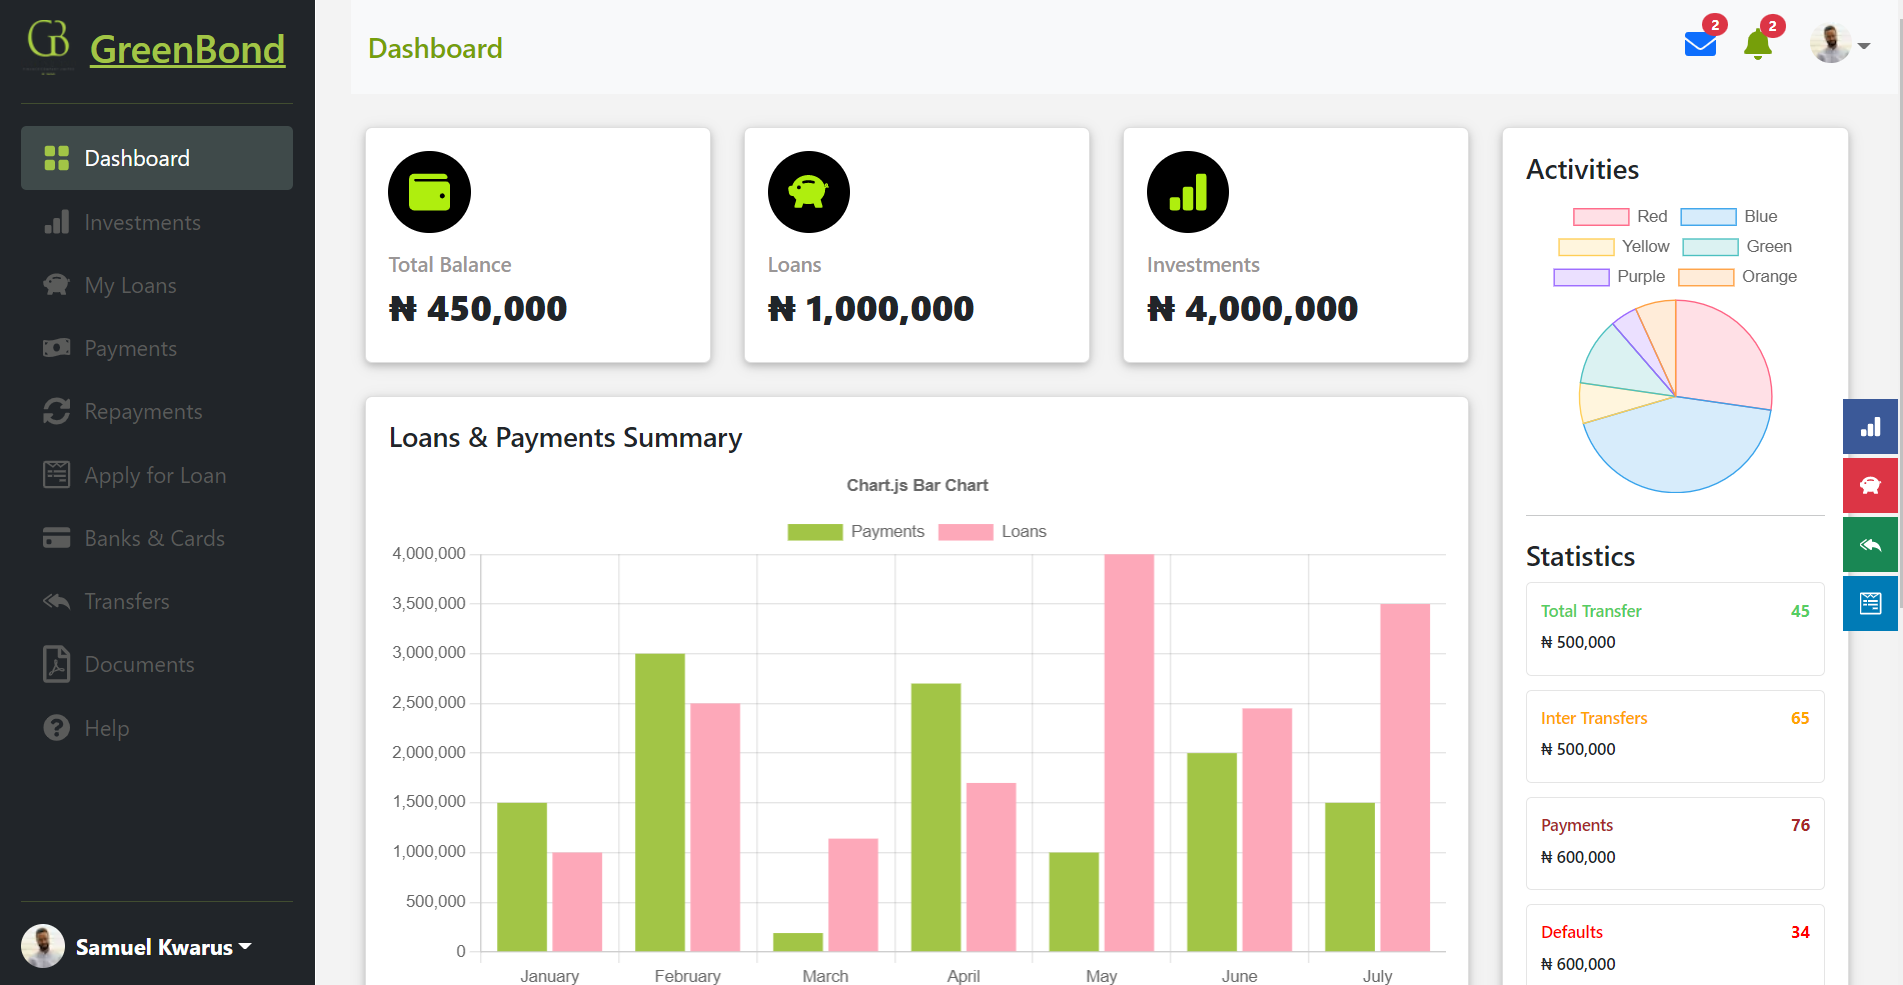 GB
GreenBond
Dashboard
Investments
My Loans
Payments
Repayments
Apply for Loan
Banks & Cards
Transfers
Documents
Help
Samuel Kwarus
Dashboard
2
2
Total Balance
₦ 450,000
Loans
₦ 1,000,000
Investments
₦ 4,000,000
Loans & Payments Summary
Chart.js Bar Chart
Payments Loans
4,000,000
3,500,000
3,000,000
2,500,000
2,000,000
1,500,000
1,000,000
500,000
0
January February March April May June July
Activities
Red Blue
Yellow Green
Purple Orange
Statistics
Total Transfer 45
₦ 500,000
Inter Transfers 65
₦ 500,000
Payments 76
₦ 600,000
Defaults 34
₦ 600,000